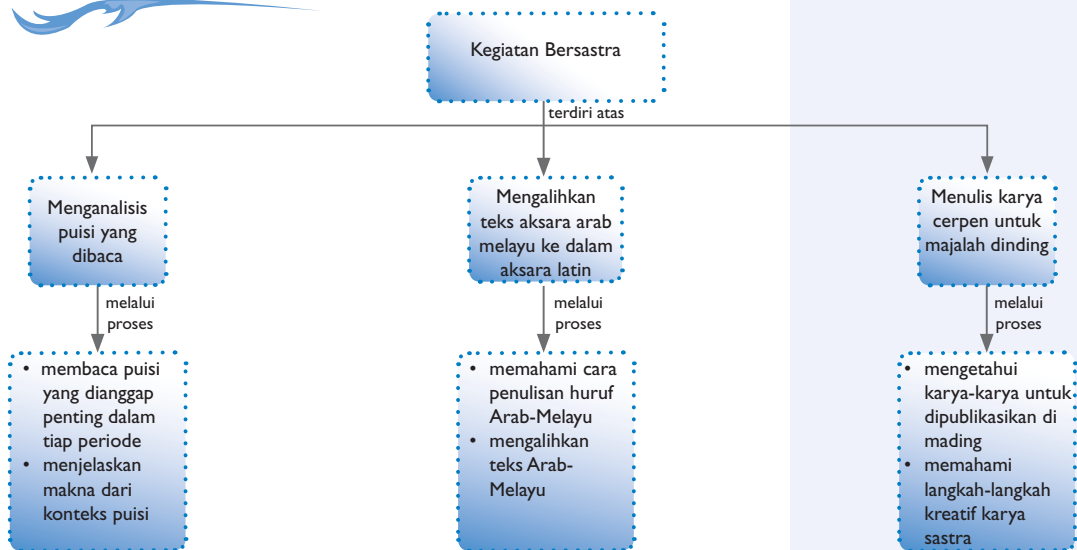 Kegiatan Bersastra
terdiri atas
Menganalisis
puisi yang
dibaca
melalui
proses
• membaca puisi
yang dianggap
penting dalam
tiap periode
• menjelaskan
makna dari
konteks puisi
Mengalihkan
teks aksara arab
melayu ke dalam
aksara latin
melalui
proses
• memahami cara
penulisan huruf
Arab-Melayu
• mengalihkan
teks Arab-
Melayu
Menulis karya
cerpen untuk
majalah dinding
melalui
proses
• mengetahui
karya-karya untuk
dipublikasikan di
mading
• memahami
langkah-langkah
kreatif karya
sastra